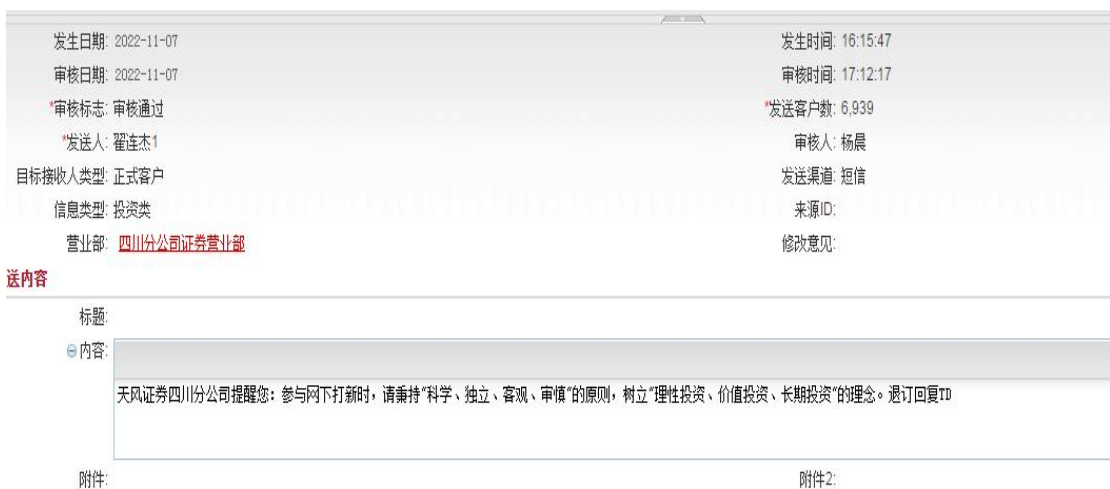 发生日期: 2022-11-07 发生时间: 16:15:47
审核日期: 2022-11-07 审核时间: 17:12:17
*审核标志: 审核通过 *发送客户数: 6,939
*发送人: 翟连杰1 审核人: 杨晨
目标接收人类型: 正式客户 发送渠道: 短信
信息类型: 投资类 来源ID:
营业部: 四川分公司证券营业部 修改意见:
送内容
标题:
内容:
天风证券四川分公司提醒您：参与网下打新时，请秉持"科学、独立、客观、审慎"的原则，树立"理性投资、价值投资、长期投资"的理念。退订回复TD
附件: 附件2: